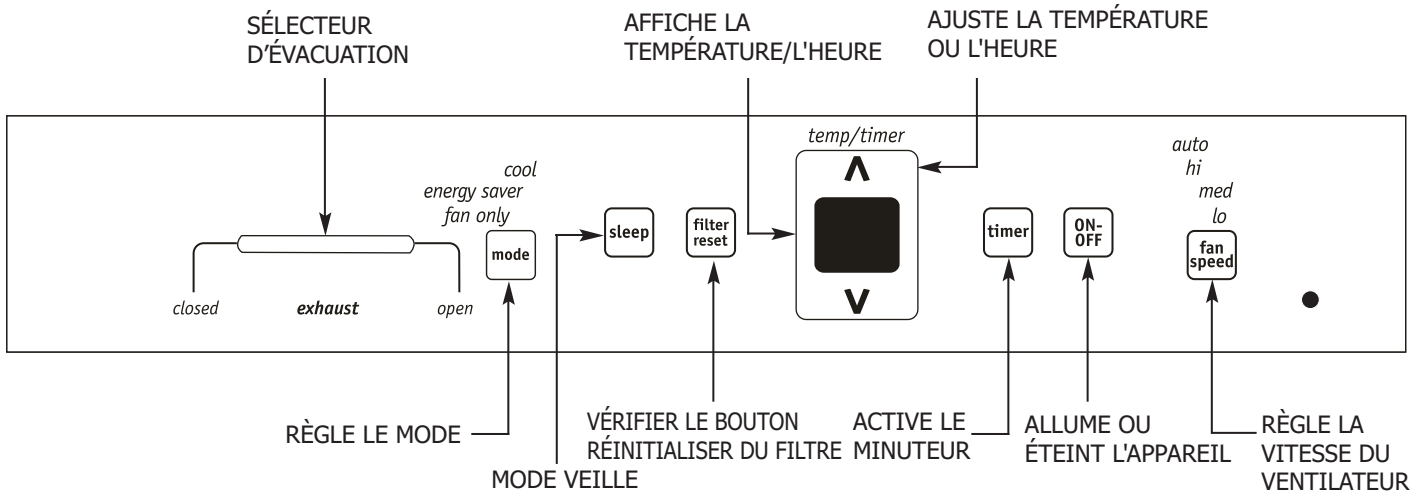 SÉLECTEUR
D'ÉVACUATION
AFFICHE LA
TEMPÉRATURE/L'HEURE
AJUSTE LA TEMPÉRATURE
OU L'HEURE
temp/timer
cool
energy saver
fan only
mode
sleep
filter
reset
timer
ON-
OFF
auto
hi
med
lo
fan
speed
closed
exhaust
open
RÈGLE LE MODE
MODE VEILLE
VÉRIFIER LE BOUTON
RÉINITIALISER DU FILTRE
ACTIVE LE
MINUTEUR
ALLUME OU
ÉTEINT L'APPAREIL
RÈGLE LA
VITESSE DU
VENTILATEUR